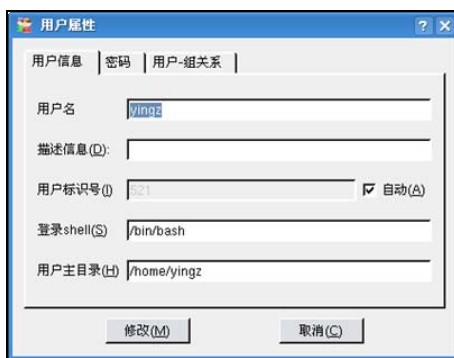 用户属性
用户信息 密码 用户-组关系
用户名 yingz
描述信息(D):
用户标识号(I) 521 自动(A)
登录shell(S) /bin/bash
用户主目录(H) /home/yingz
修改(M) 取消(C)